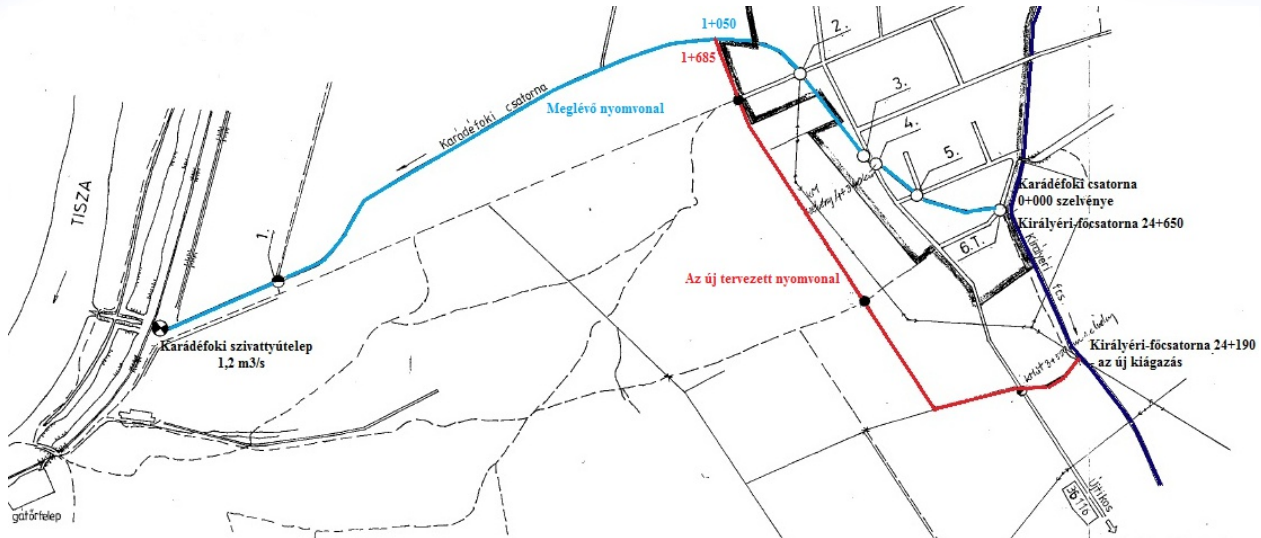 1+050
1+685
2.
3.
4.
5.
Karádéfoki csatorna
Meglévő nyomvonal
TISZA
1.
Karádéfoki csatorna
0+000 szelvénye
Királyéri-főcsatorna 24+650
6.T.
Királyéri fcs.
Az új tervezett nyomvonal
Karádéfoki szivattyútelep
1,2 m3/s
Királyéri-főcsatorna 24+190
az új kiágazás
Újtikos
36110
gátőrtelep